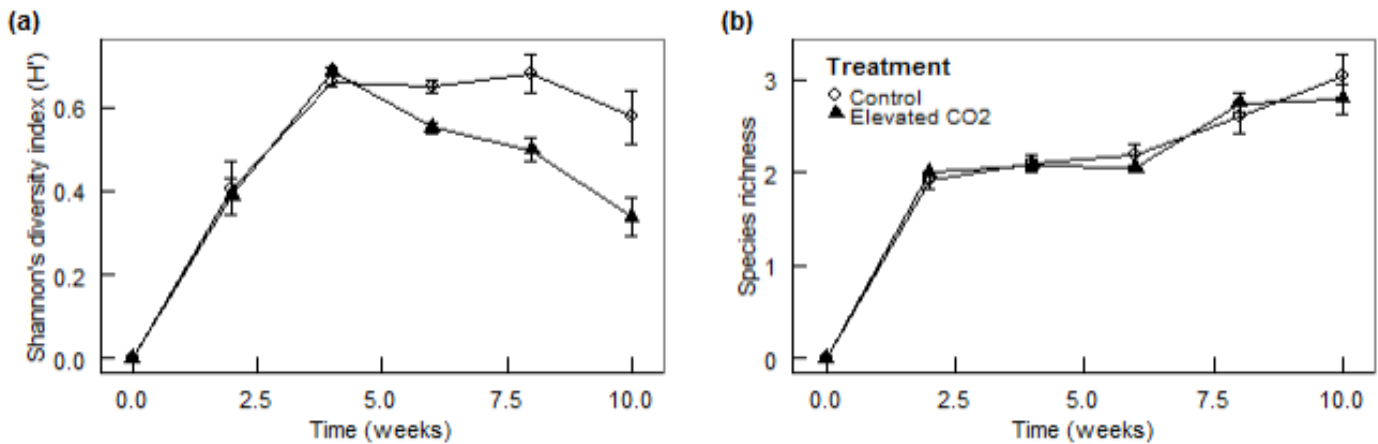 (a)
Shannon's diversity index (H')
0.6
0.4
0.2
0.0
0.0 2.5 5.0 7.5 10.0
Time (weeks)
(b)
Species richness
3
2
1
0
Treatment
Control
Elevated CO2
0.0 2.5 5.0 7.5 10.0
Time (weeks)